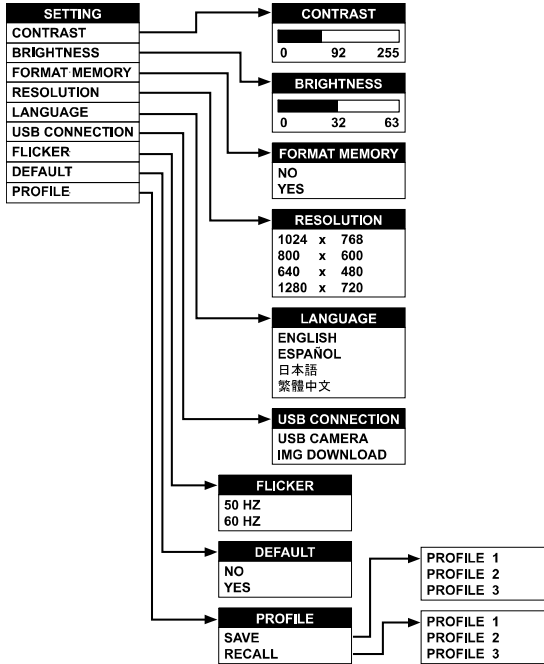 SETTING
CONTRAST
BRIGHTNESS
FORMAT MEMORY
RESOLUTION
LANGUAGE
USB CONNECTION
FLICKER
DEFAULT
PROFILE
CONTRAST
0 92 255
BRIGHTNESS
0 32 63
FORMAT MEMORY
NO
YES
RESOLUTION
1024 x 768
800 x 600
640 x 480
1280 x 720
LANGUAGE
ENGLISH
ESPAÑOL
日本語
繁體中文
USB CONNECTION
USB CAMERA
IMG DOWNLOAD
FLICKER
50 HZ
60 HZ
DEFAULT
NO
YES
PROFILE
SAVE
RECALL
PROFILE 1
PROFILE 2
PROFILE 3
PROFILE 1
PROFILE 2
PROFILE 3